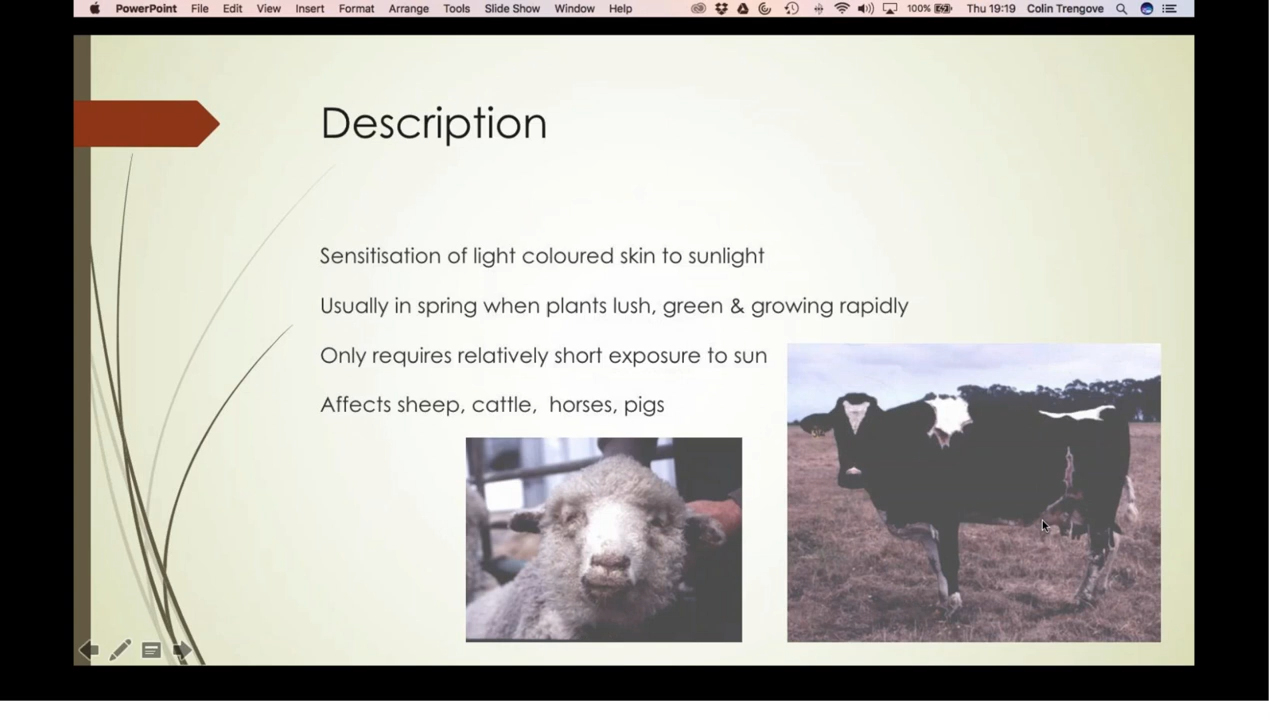 PowerPoint File Edit View Insert Format Arrange Tools Slide Show Window Help 100% Thu 19:19 Colin Trengove
Description
Sensitisation of light coloured skin to sunlight
Usually in spring when plants lush, green & growing rapidly
Only requires relatively short exposure to sun
Affects sheep, cattle, horses, pigs